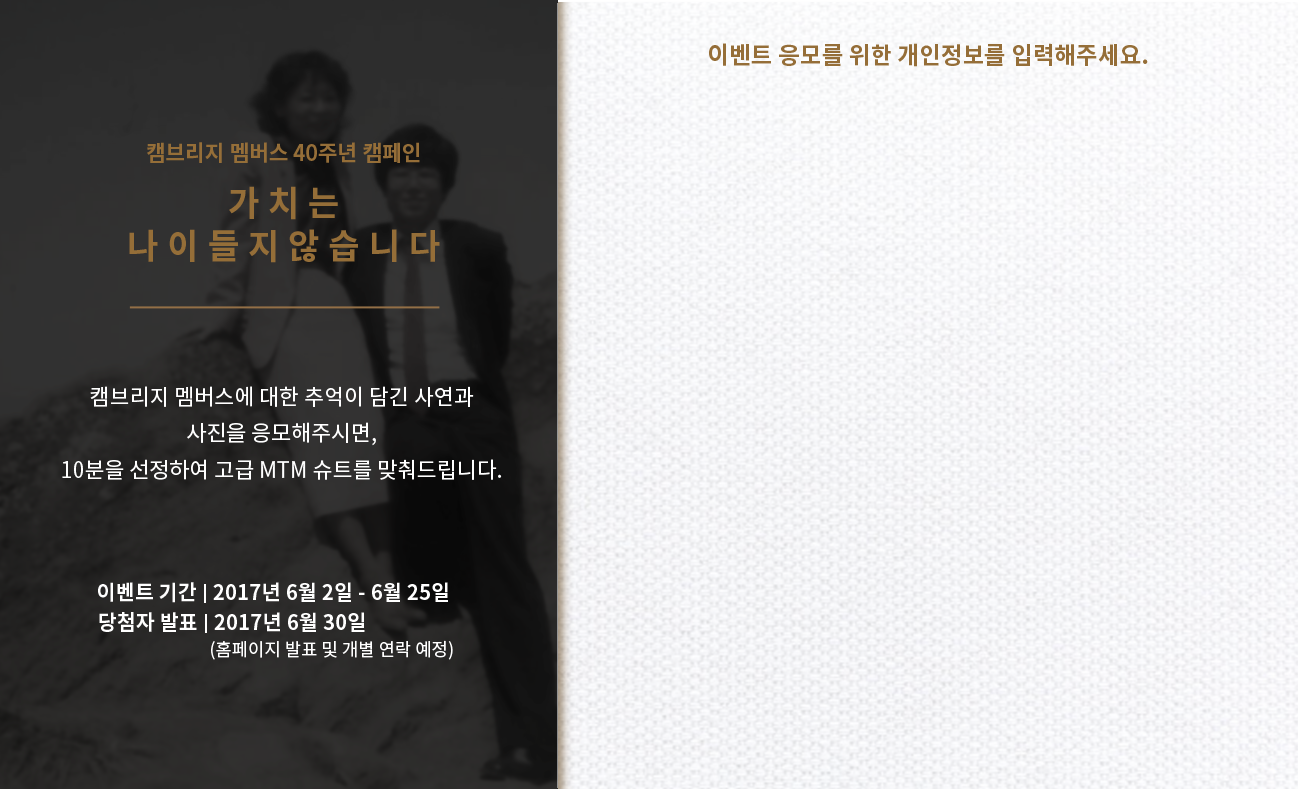 캠브리지 멤버스 40주년 캠페인
가치는
나이들지않습니다
캠브리지 멤버스에 대한 추억이 담긴 사연과
사진을 응모해주시면,
10분을 선정하여 고급 MTM 슈트를 맞춰드립니다.
이벤트 기간 | 2017년 6월 2일 - 6월 25일
당첨자 발표 | 2017년 6월 30일
(홈페이지 발표 및 개별 연락 예정)
이벤트 응모를 위한 개인정보를 입력해주세요.